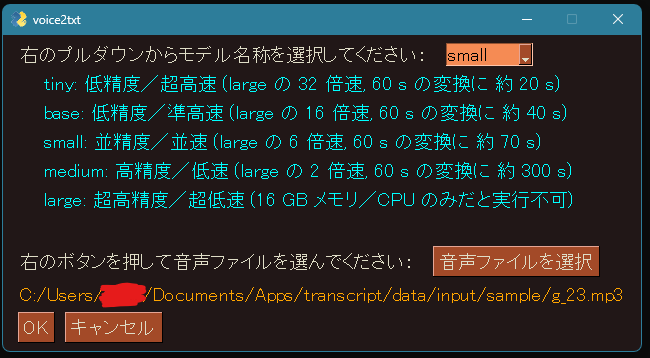 voice2txt
右のプルダウンからモデル名称を選択してください: small
tiny: 低精度／超高速 (large の 32 倍速, 60 s の変換に 約 20 s)
base: 低精度／準高速 (large の 16 倍速, 60 s の変換に 約 40 s)
small: 並精度／並速 (large の 6 倍速, 60 s の変換に 約 70 s)
medium: 高精度／低速 (large の 2 倍速, 60 s の変換に 約 300 s)
large: 超高精度／超低速 (16 GB メモリ／CPU のみだと実行不可)
右のボタンを押して音声ファイルを選んでください: 音声ファイルを選択
C:/Users/ /Documents/Apps/transcript/data/input/sample/g_23.mp3
OK キャンセル